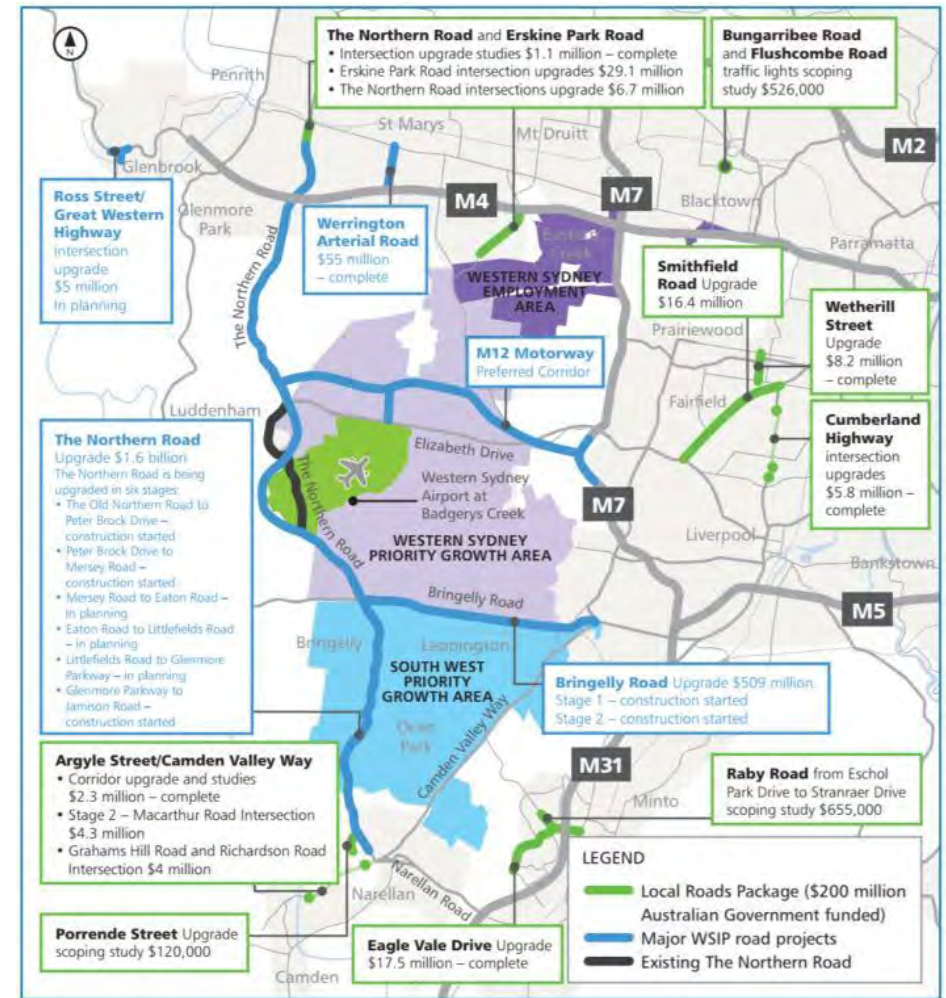 N
The Northern Road and Erskine Park Road
• Intersection upgrade studies $1.1 million – complete
• Erskine Park Road intersection upgrades $29.1 million
• The Northern Road intersections upgrade $6.7 million
Bungarribee Road
and Flushcombe Road
traffic lights scoping
study $526,000
Penrith
St Marys
Mt Druitt
M2
Glenbrook
Ross Street/
Great Western
Highway
intersection
upgrade
$5 million
In planning
Glenmore
Park
Werrington
Arterial Road
$55 million
– complete
M4
M7
Blacktown
Parramatta
Eastern
Creek
WESTERN SYDNEY
EMPLOYMENT
AREA
Smithfield
Road Upgrade
$16.4 million
The Northern Road
Prairiewood
Wetherill
Street
Upgrade
$8.2 million
– complete
M12 Motorway
Preferred Corridor
Fairfield
Luddenham
Cumberland
Highway
intersection
upgrades
$5.8 million –
complete
Elizabeth Drive
The Northern Road
Western Sydney
Airport at
Badgerys Creek
M7
The Northern Road
Upgrade $1.6 billion
The Northern Road is being
upgraded in six stages:
• The Old Northern Road to
Peter Brock Drive –
construction started
• Peter Brock Drive to
Mersey Road –
construction started
• Mersey Road to Eaton Road –
in planning
• Eaton Road to Littlefields Road
– in planning
• Littlefields Road to Glenmore
Parkway – in planning
• Glenmore Parkway to
Jamison Road –
construction started
WESTERN SYDNEY
PRIORITY GROWTH AREA
Liverpool
Bankstown
Bringelly Road
M5
Bringelly
Leppington
SOUTH WEST
PRIORITY
GROWTH AREA
Bringelly Road Upgrade $509 million
Stage 1 – construction started
Stage 2 – construction started
Oran
Park
Camden Valley Way
Argyle Street/Camden Valley Way
• Corridor upgrade and studies
$2.3 million – complete
• Stage 2 – Macarthur Road Intersection
$4.3 million
• Grahams Hill Road and Richardson Road
Intersection $4 million
M31
Minto
Raby Road from Eschol
Park Drive to Stranraer Drive
scoping study $655,000
Narellan
Narellan Road
Porrende Street Upgrade
scoping study $120,000
Eagle Vale Drive Upgrade
$17.5 million – complete
Camden
LEGEND
Local Roads Package ($200 million
Australian Government funded)
Major WSIP road projects
Existing The Northern Road